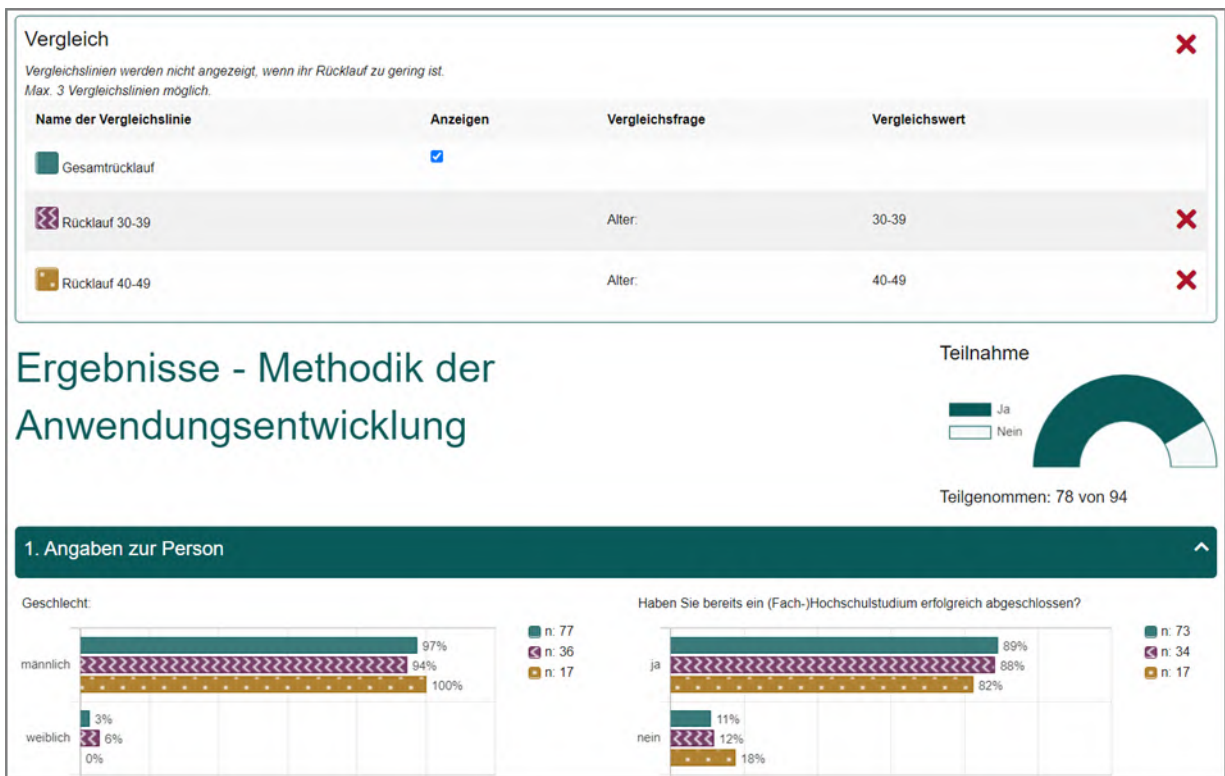 Vergleich
Vergleichslinien werden nicht angezeigt, wenn ihr Rücklauf zu gering ist.
Max. 3 Vergleichslinien möglich.
Name der Vergleichslinie Anzeigen Vergleichsfrage Vergleichswert
Gesamtrücklauf
Rücklauf 30-39 Alter: 30-39
Rücklauf 40-49 Alter: 40-49
Ergebnisse - Methodik der
Anwendungsentwicklung
Teilnahme
Ja
Nein
Teilgenommen: 78 von 94
1. Angaben zur Person
Geschlecht:
männlich
97%
94%
100%
weiblich
3%
6%
0%
n: 77
n: 36
n: 17
Haben Sie bereits ein (Fach-)Hochschulstudium erfolgreich abgeschlossen?
ja
89%
88%
82%
nein
11%
12%
18%
n: 73
n: 34
n: 17